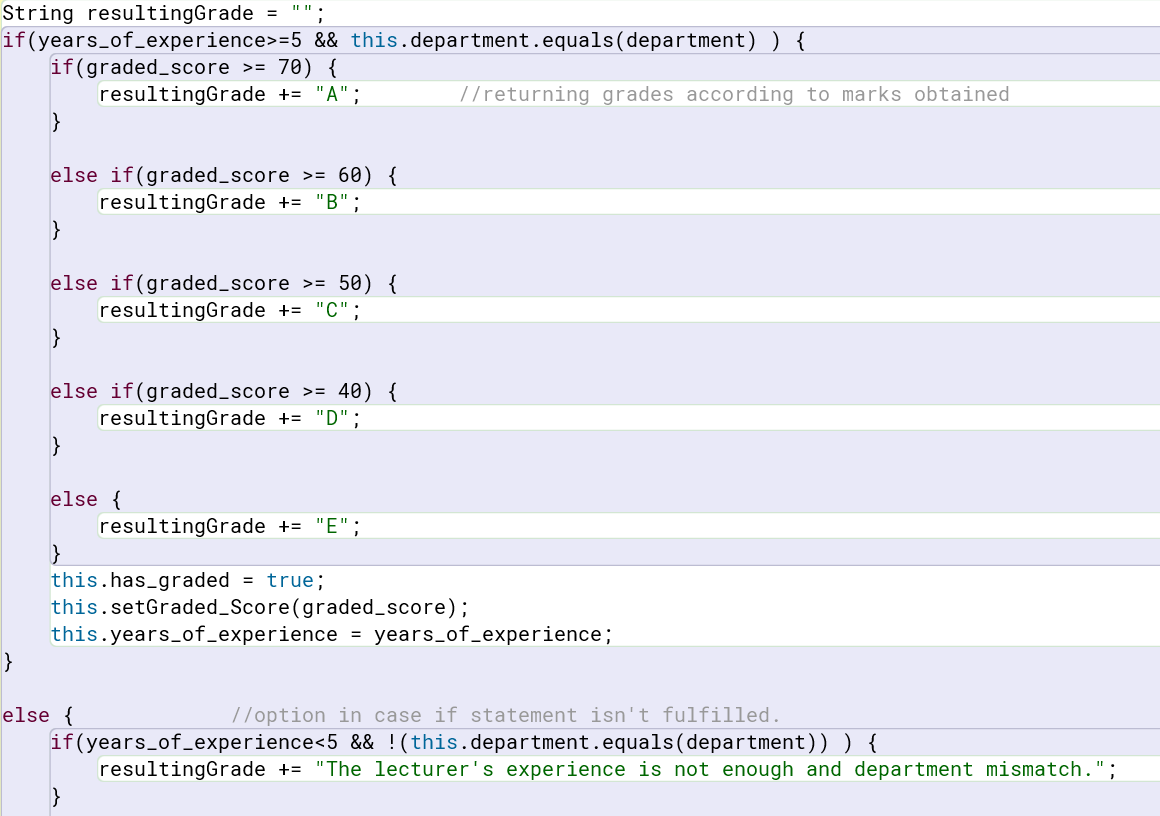 String resultingGrade = "";
if(years_of_experience>=5 && this.department.equals(department) ) {
    if(graded_score >= 70) {
        resultingGrade += "A";        //returning grades according to marks obtained
    }

    else if(graded_score >= 60) {
        resultingGrade += "B";
    }

    else if(graded_score >= 50) {
        resultingGrade += "C";
    }

    else if(graded_score >= 40) {
        resultingGrade += "D";
    }

    else {
        resultingGrade += "E";
    }
    this.has_graded = true;
    this.setGraded_Score(graded_score);
    this.years_of_experience = years_of_experience;
}

else {             //option in case if statement isn't fulfilled.
    if(years_of_experience<5 && !(this.department.equals(department)) ) {
        resultingGrade += "The lecturer's experience is not enough and department mismatch.";
    }